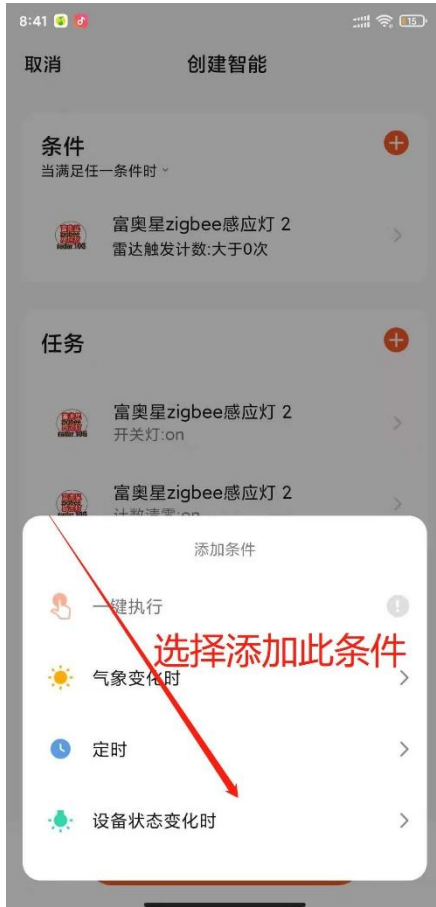 8:41
15
取消
创建智能
条件
当满足任一条件时
富奥星zigbee感应灯 2
雷达触发计数:大于0次
任务
富奥星zigbee感应灯 2
开关灯:on
富奥星zigbee感应灯 2
计数清零:on
添加条件
一键执行
选择添加此条件
气象变化时
定时
设备状态变化时